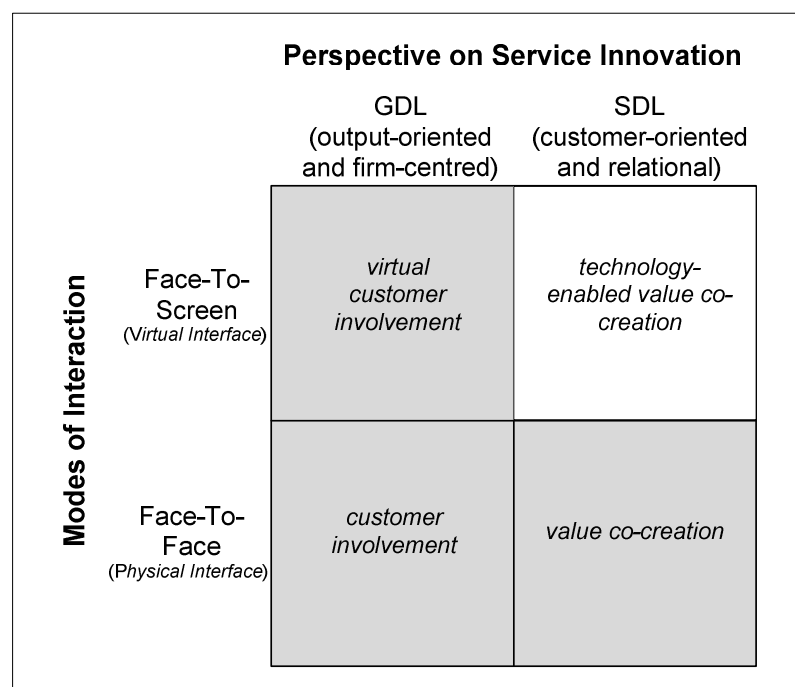 Perspective on Service Innovation
GDL
(output-oriented
and firm-centred)
SDL
(customer-oriented
and relational)
Modes of Interaction
Face-To-
Screen
(Virtual Interface)
virtual
customer
involvement
technology-
enabled value co-
creation
Face-To-
Face
(Physical Interface)
customer
involvement
value co-creation